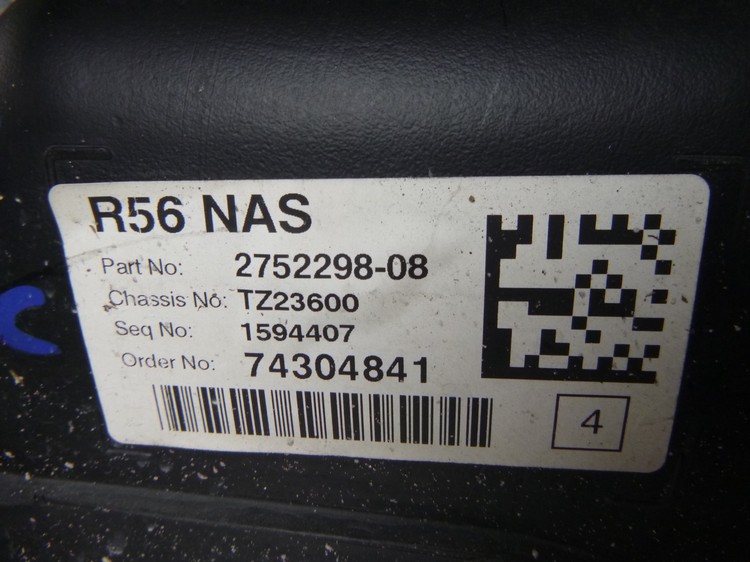 R56 NAS
Part No: 2752298-08
Chassis No: TZ23600
Seq No: 1594407
Order No: 74304841
4